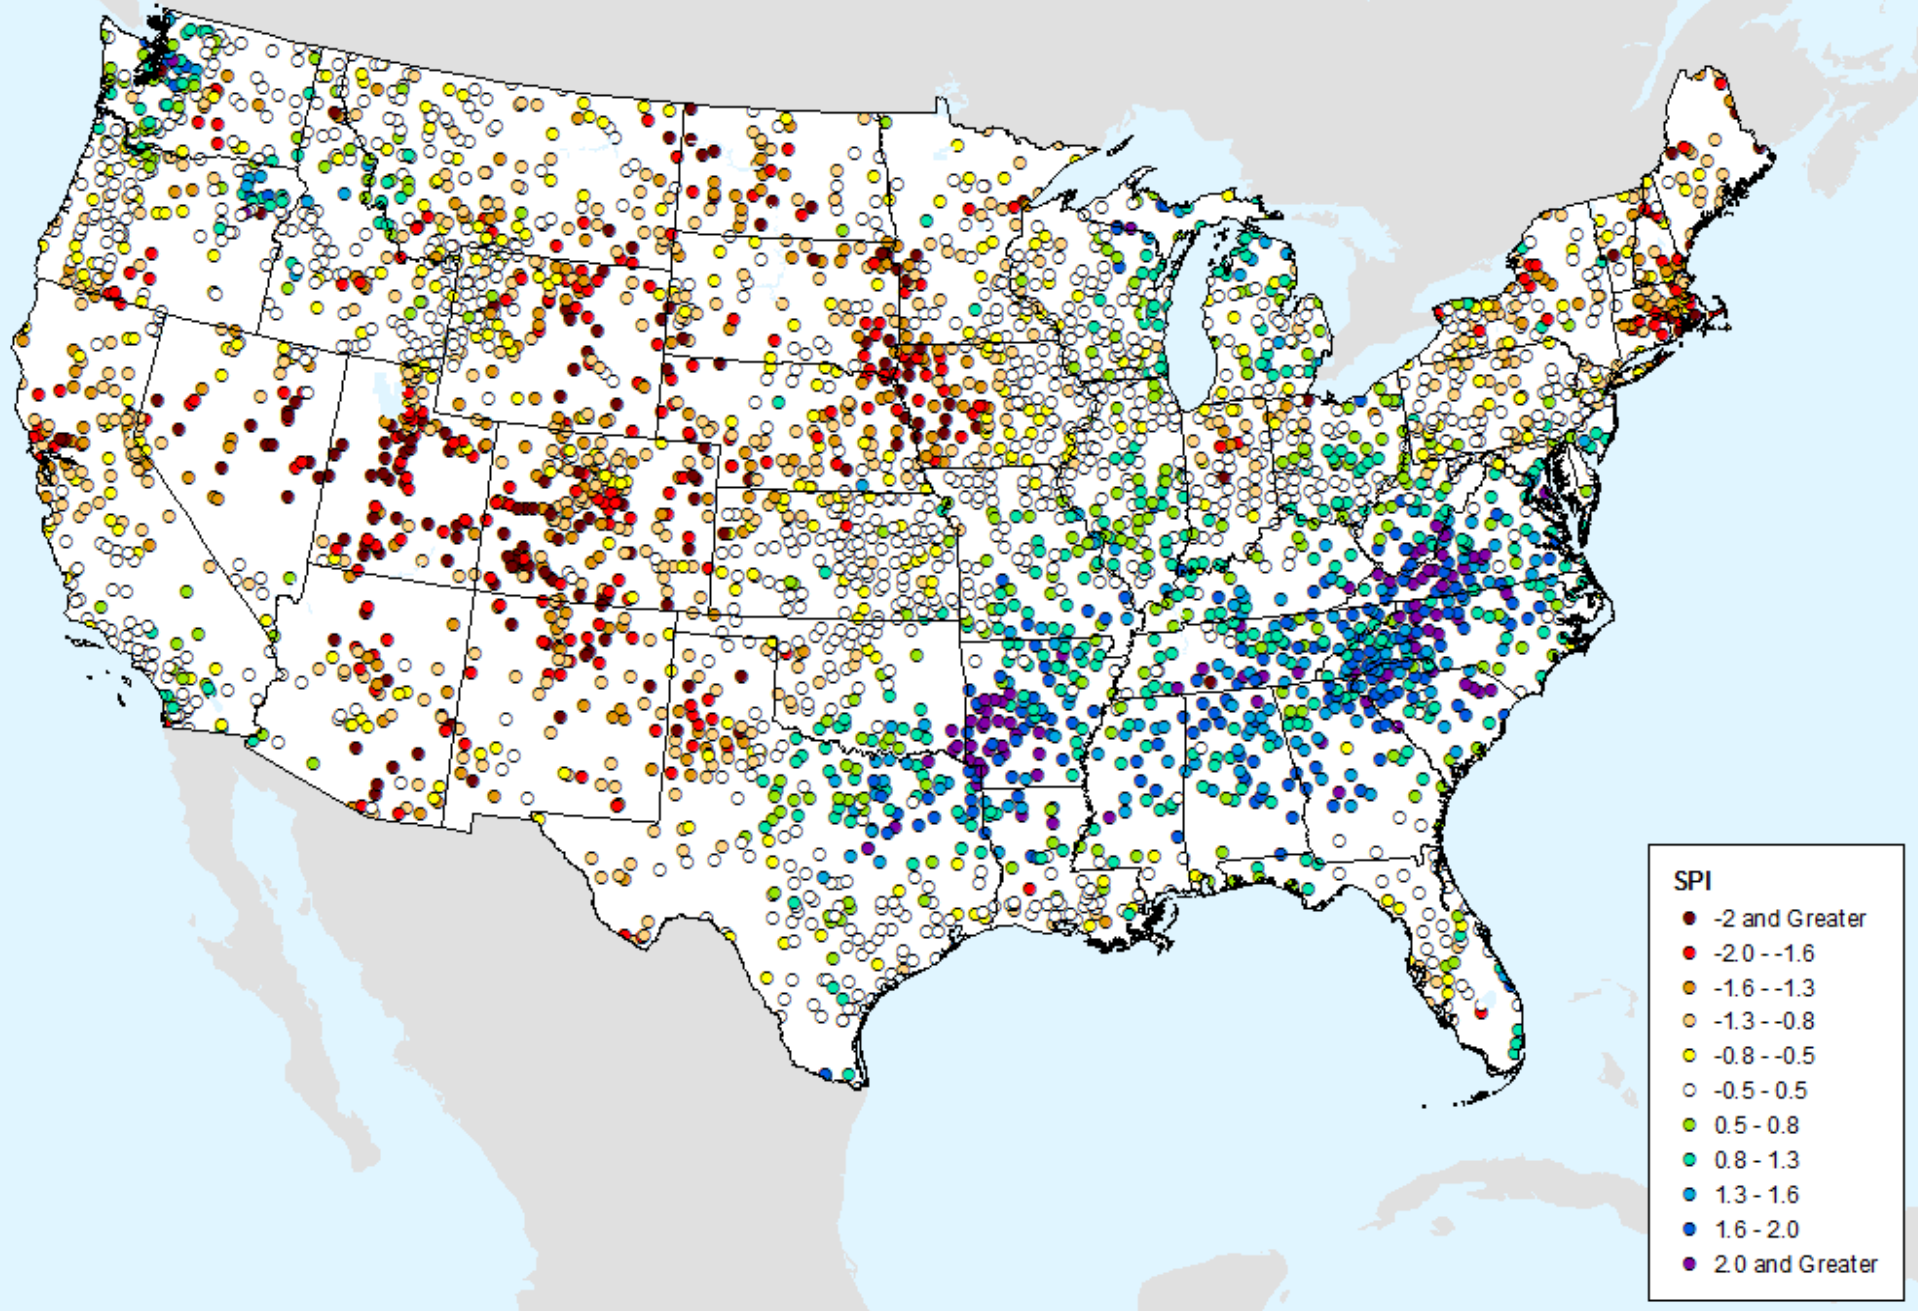 SPI
-2 and Greater
-2.0 - -1.6
-1.6 - -1.3
-1.3 - -0.8
-0.8 - -0.5
-0.5 - 0.5
0.5 - 0.8
0.8 - 1.3
1.3 - 1.6
1.6 - 2.0
2.0 and Greater